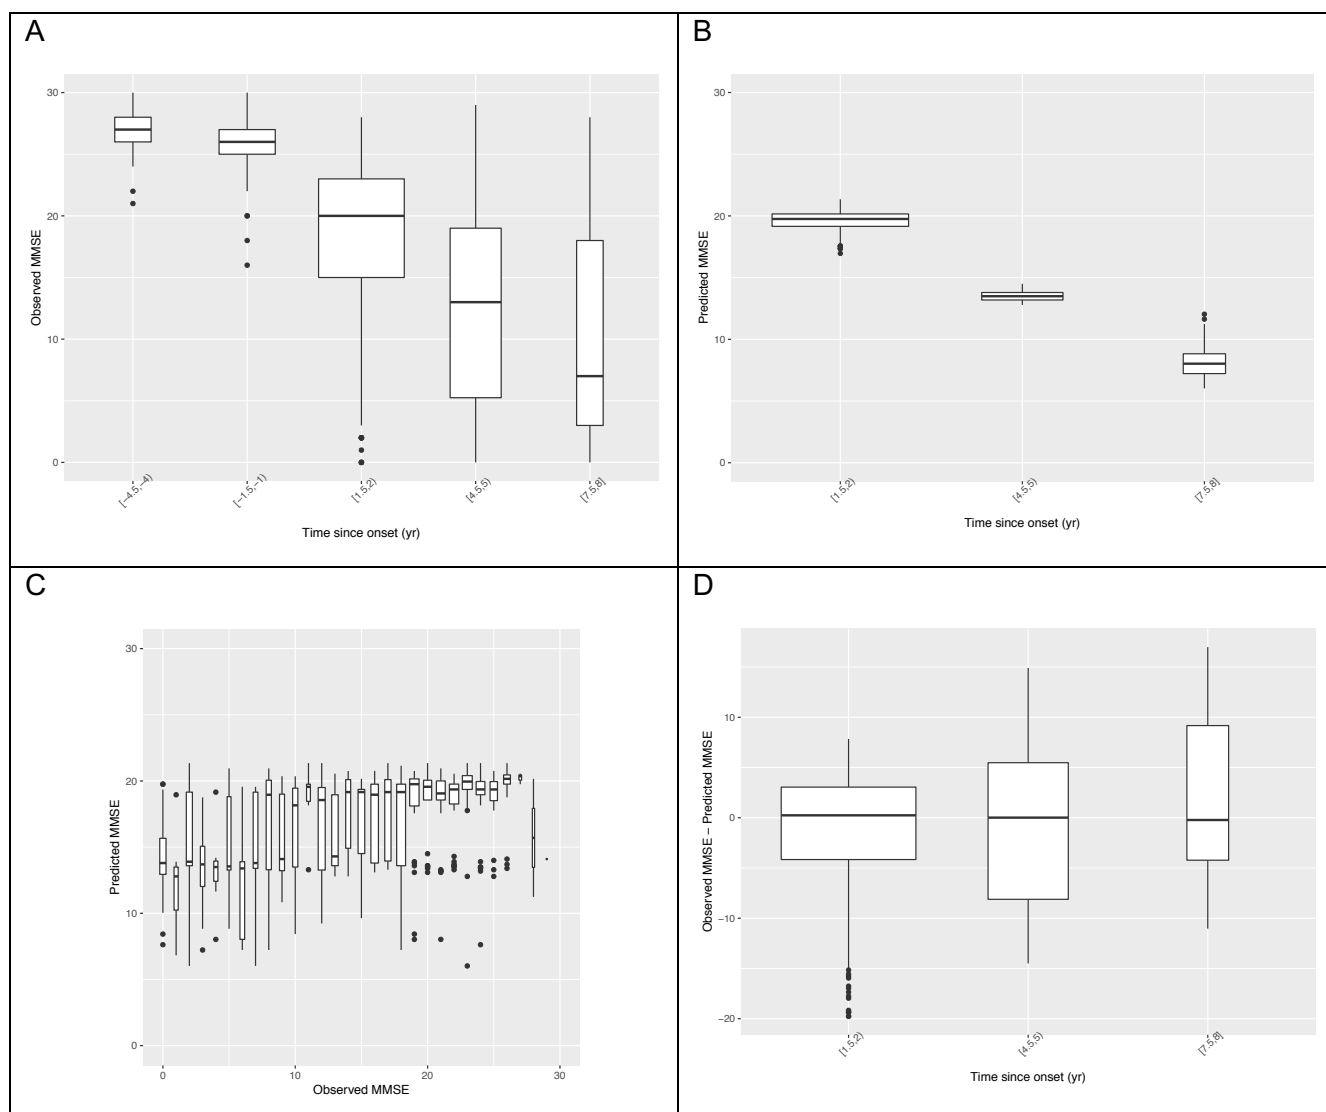 A
30
20
10
0
Observed MMSE
[−4.5,−4)
[−1.5,−1)
[1.5,2)
[4.5,5)
[7.5,8]
Time since onset (yr)
B
30
20
10
0
Predicted MMSE
[1.5,2)
[4.5,5)
[7.5,8]
Time since onset (yr)
C
30
20
10
0
Predicted MMSE
0
10
20
30
Observed MMSE
D
10
0
−10
−20
Observed MMSE − Predicted MMSE
[1.5,2)
[4.5,5)
[7.5,8]
Time since onset (yr)